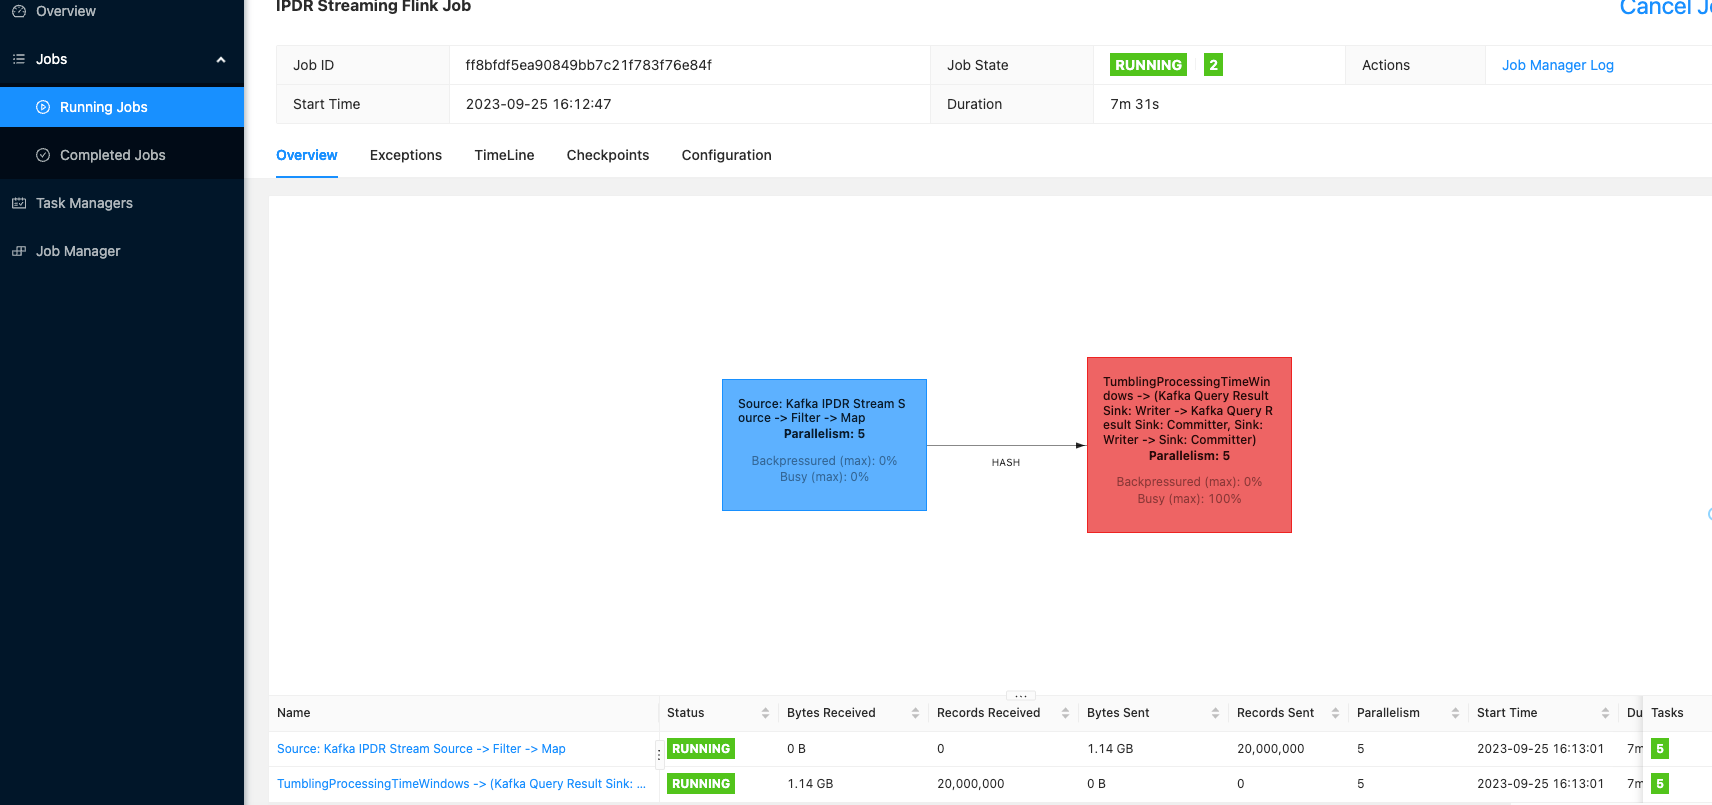 Overview
IPDR Streaming Flink Job
Cancel
Jobs
Job ID
ff8bfdf5ea90849bb7c21f783f76e84f
Job State
RUNNING 2
Actions
Job Manager Log
Running Jobs
Start Time
2023-09-25 16:12:47
Duration
7m 31s
Completed Jobs
Overview Exceptions TimeLine Checkpoints Configuration
Task Managers
Job Manager
Source: Kafka IPDR Stream S
ource -> Filter -> Map
Parallelism: 5
Backpressured (max): 0%
Busy (max): 0%
HASH
TumblingProcessingTimeWin
dows -> (Kafka Query Result
Sink: Writer -> Kafka Query R
esult Sink: Committer, Sink:
Writer -> Sink: Committer)
Parallelism: 5
Backpressured (max): 0%
Busy (max): 100%
Name Status Bytes Received Records Received Bytes Sent Records Sent Parallelism Start Time Du Tasks
Source: Kafka IPDR Stream Source -> Filter -> Map RUNNING 0 B 0 1.14 GB 20,000,000 5 2023-09-25 16:13:01 7m 5
TumblingProcessingTimeWindows -> (Kafka Query Result Sink: ... RUNNING 1.14 GB 20,000,000 0 B 0 5 2023-09-25 16:13:01 7m 5